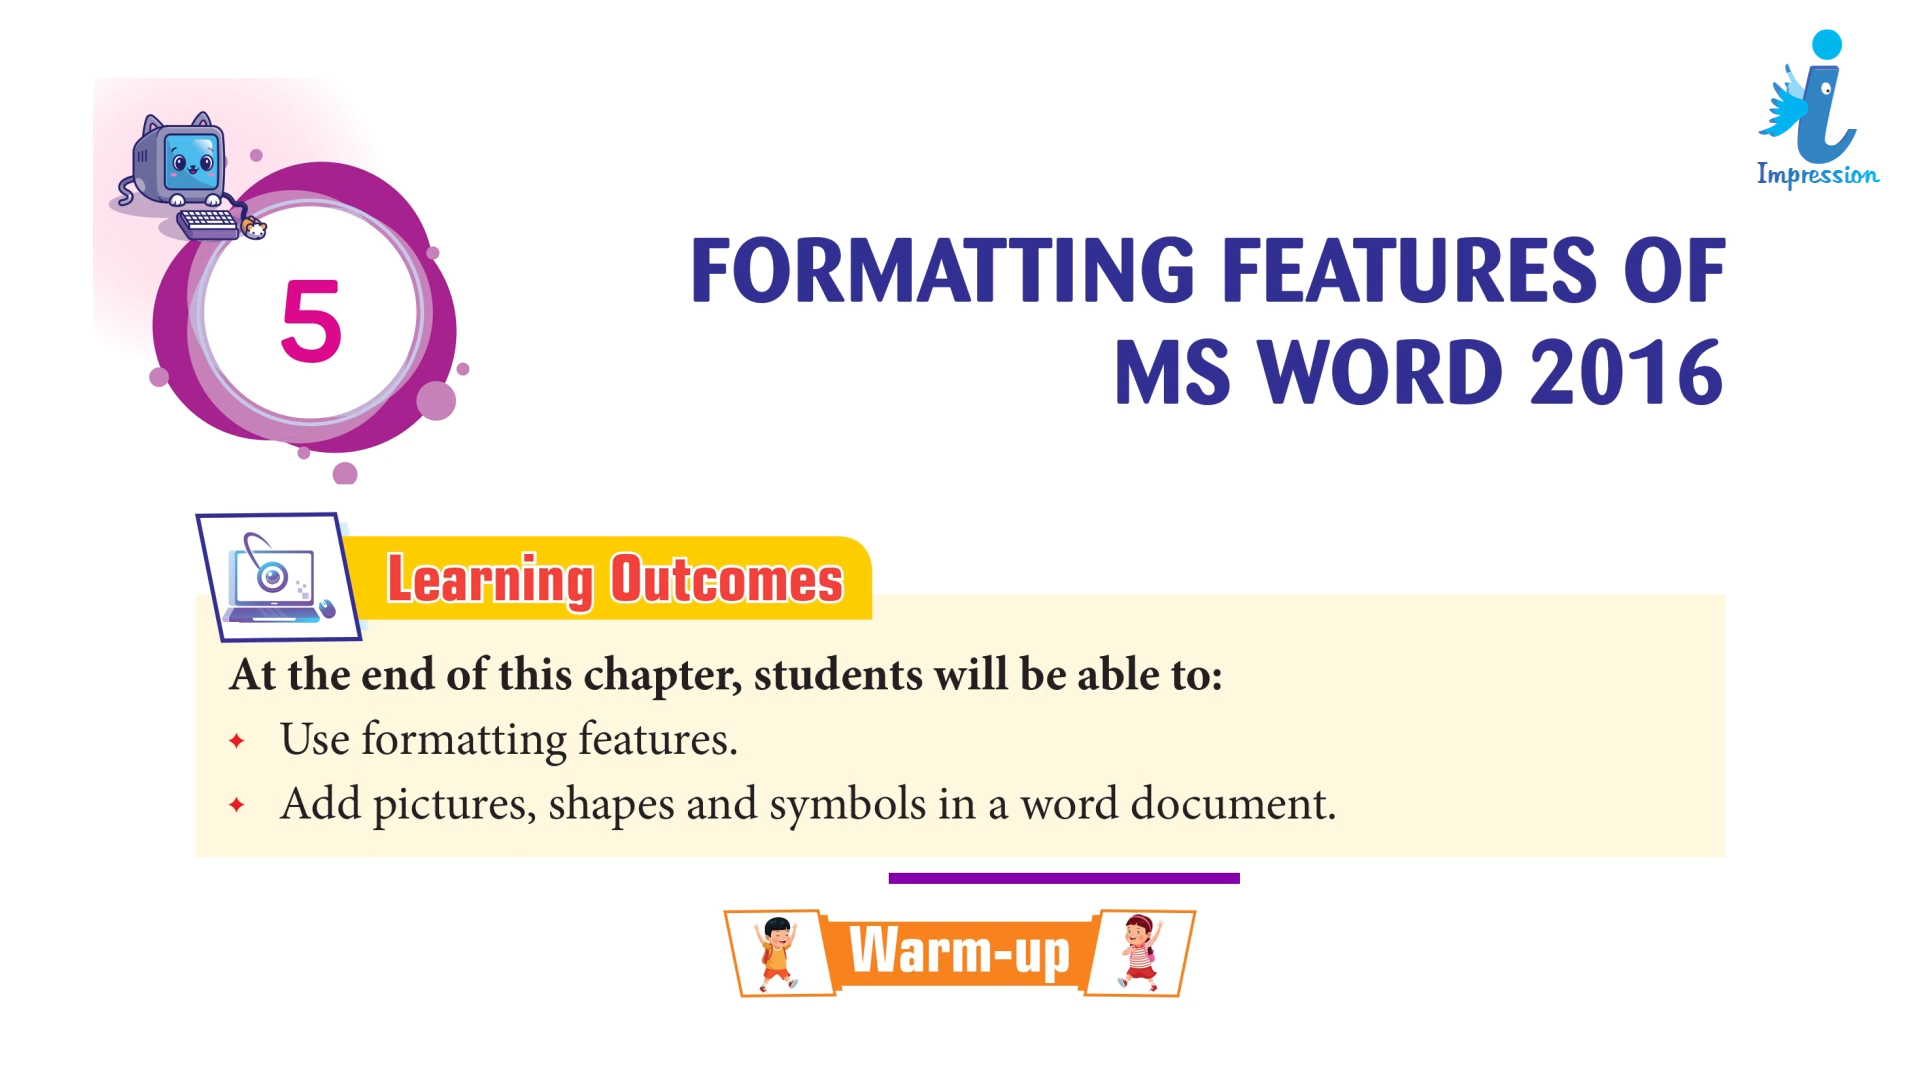 Impression
5
FORMATTING FEATURES OF
MS WORD 2016
Learning Outcomes
At the end of this chapter, students will be able to:
Use formatting features.
Add pictures, shapes and symbols in a word document.
Warm-up